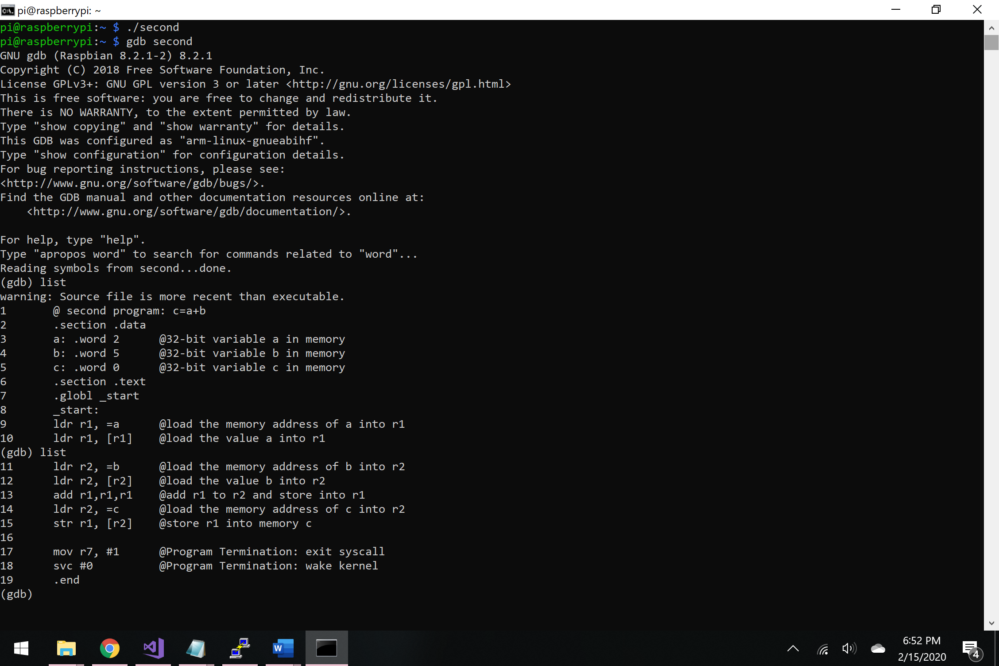 pi@raspberrypi: ~
pi@raspberrypi:~ $ ./second
pi@raspberrypi:~ $ gdb second
GNU gdb (Raspbian 8.2.1-2) 8.2.1
Copyright (C) 2018 Free Software Foundation, Inc.
License GPLv3+: GNU GPL version 3 or later <http://gnu.org/licenses/gpl.html>
This is free software: you are free to change and redistribute it.
There is NO WARRANTY, to the extent permitted by law.
Type "show copying" and "show warranty" for details.
This GDB was configured as "arm-linux-gnueabihf".
Type "show configuration" for configuration details.
For bug reporting instructions, please see:
<http://www.gnu.org/software/gdb/bugs/>.
Find the GDB manual and other documentation resources online at:
    <http://www.gnu.org/software/gdb/documentation/>.
For help, type "help".
Type "apropos word" to search for commands related to "word"...
Reading symbols from second...done.
(gdb) list
warning: Source file is more recent than executable.
1       @ second program: c=a+b
2       .section .data
3       a: .word 2      @32-bit variable a in memory
4       b: .word 5      @32-bit variable b in memory
5       c: .word 0      @32-bit variable c in memory
6       .section .text
7       .globl _start
8       _start:
9       ldr r1, =a      @load the memory address of a into r1
10      ldr r1, [r1]    @load the value a into r1
(gdb) list
11      ldr r2, =b      @load the memory address of b into r2
12      ldr r2, [r2]    @load the value b into r2
13      add r1,r1,r1    @add r1 to r2 and store into r1
14      ldr r2, =c      @load the memory address of c into r2
15      str r1, [r2]    @store r1 into memory c
16
17      mov r7, #1      @Program Termination: exit syscall
18      svc #0          @Program Termination: wake kernel
19      .end
(gdb)
6:52 PM
2/15/2020
4